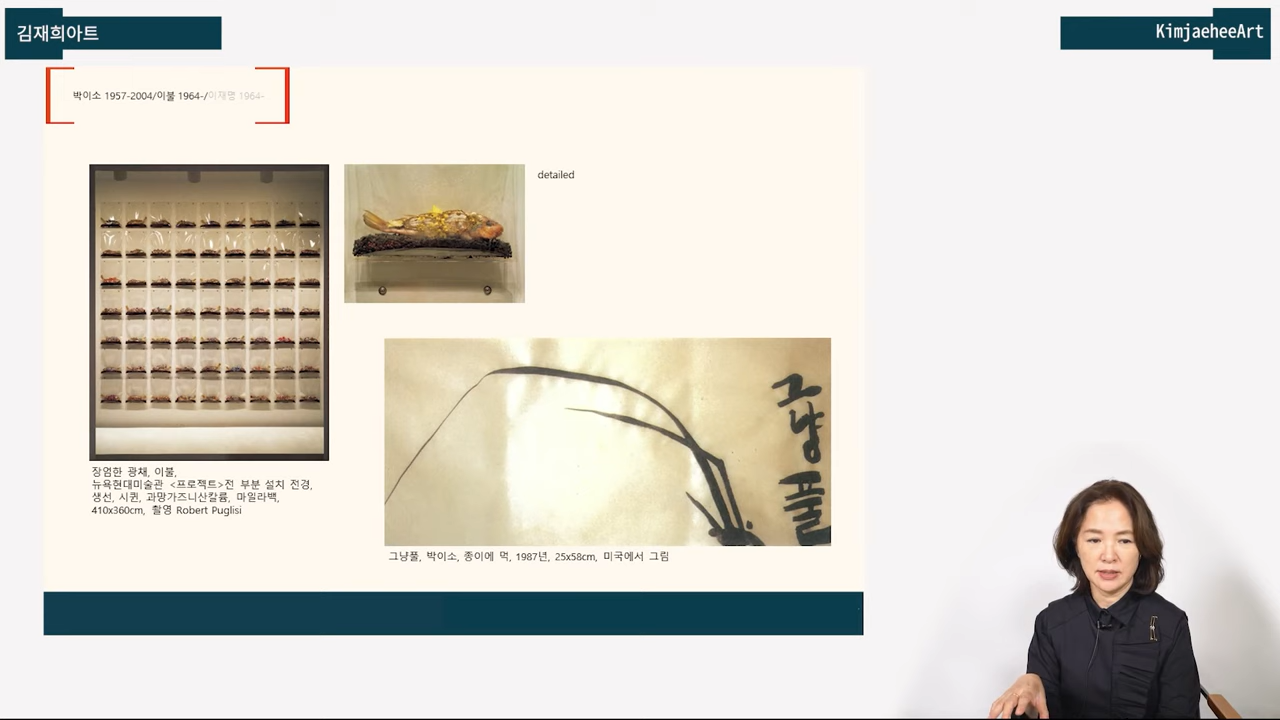 김재희아트
KimjaeheeArt
박이소 1957-2004/이불 1964-/이재명 1964-
detailed
그냥
풀
장엄한 광채, 이불,
뉴욕현대미술관 <프로젝트>전 부분 설치 전경,
생선, 시퀸, 과망가즈니산칼륨, 마일라백,
410x360cm, 촬영 Robert Puglisi
그냥풀, 박이소, 종이에 먹, 1987년, 25x58cm, 미국에서 그림